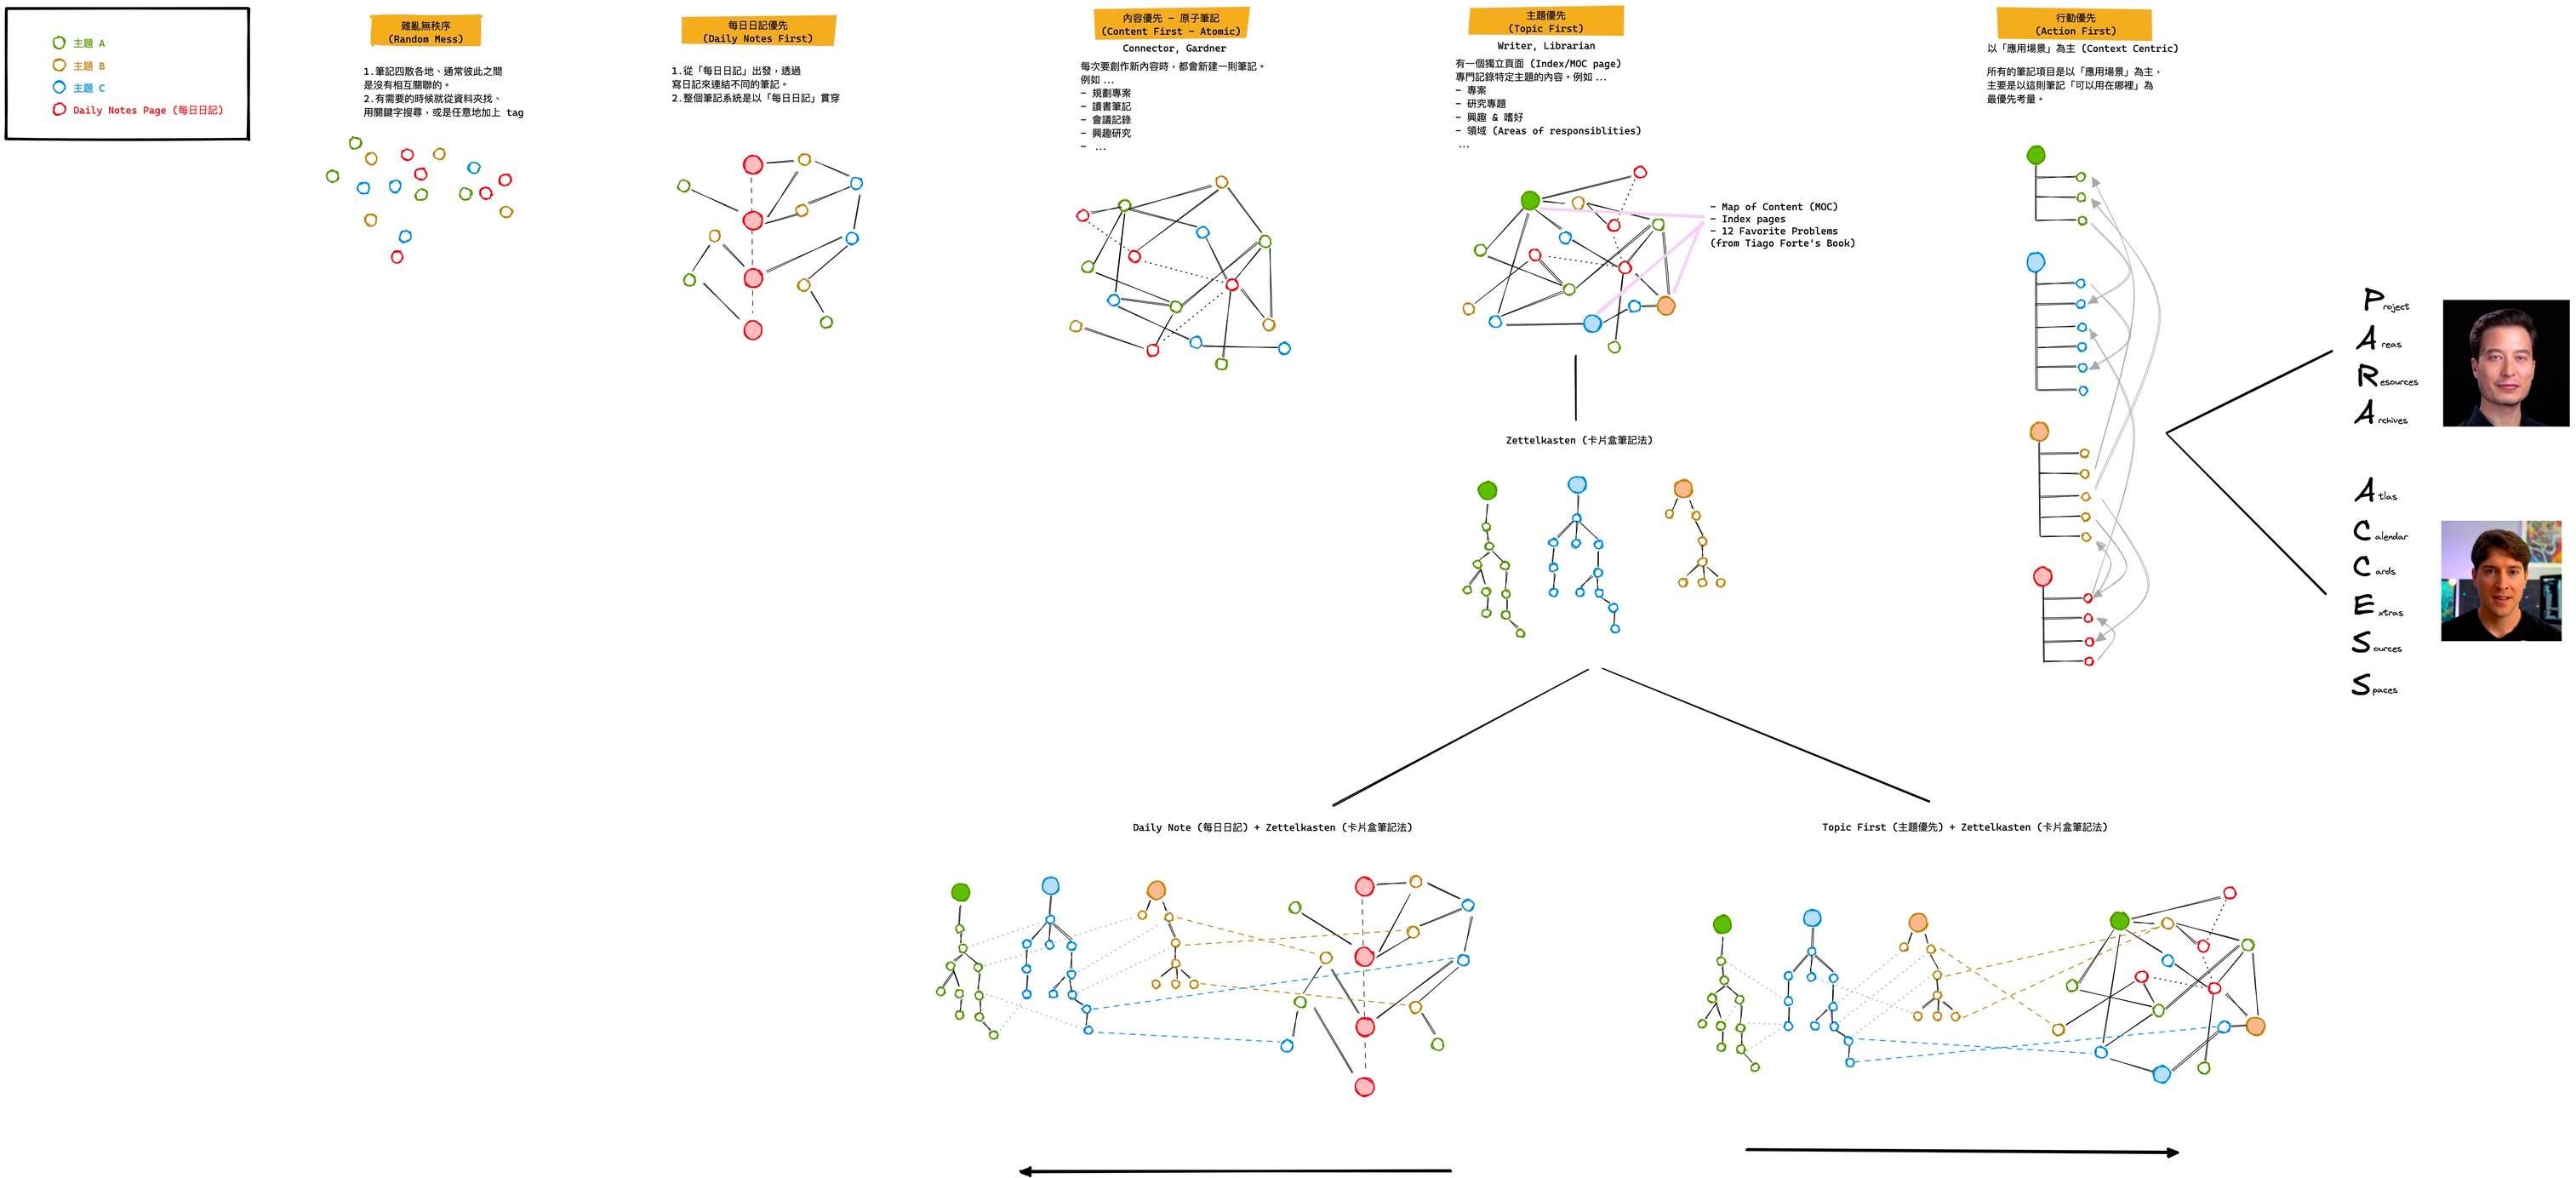 主題 A
主題 B
主題 C
Daily Notes Page (每日日記)
雜亂無秩序
(Random Mess)
1.筆記四散各地、通常彼此之間
是沒有相互關聯的。
2.有需要的時候就從資料夾找、
用關鍵字搜尋，或是任意地加上 tag
每日日記優先
(Daily Notes First)
1.從「每日日記」出發，透過
寫日記來連結不同的筆記。
2.整個筆記系統是以「每日日記」貫穿
內容優先 - 原子筆記
(Content First - Atomic)
Connector, Gardner
每次要創作新內容時，都會新建一則筆記。
例如 ...
- 規劃專案
- 讀書筆記
- 會議記錄
- 興趣研究
- ...
主題優先
(Topic First)
Writer, Librarian
有一個獨立頁面 (Index/MOC page)
專門記錄特定主題的內容。例如 ...
- 專案
- 研究專題
- 興趣 & 嗜好
- 領域 (Areas of responsiblities)
...
- Map of Content (MOC)
- Index pages
- 12 Favorite Problems
(from Tiago Forte's Book)
Zettelkasten (卡片盒筆記法)
行動優先
(Action First)
以「應用場景」為主 (Context Centric)
所有的筆記項目是以「應用場景」為主，
主要是以這則筆記「可以用在哪裡」為
最優先考量。
Project
Areas
Resources
Archives
Atlas
Calendar
Cards
Extras
Sources
Spaces
Daily Note (每日日記) + Zettelkasten (卡片盒筆記法)
Topic First (主題優先) + Zettelkasten (卡片盒筆記法)